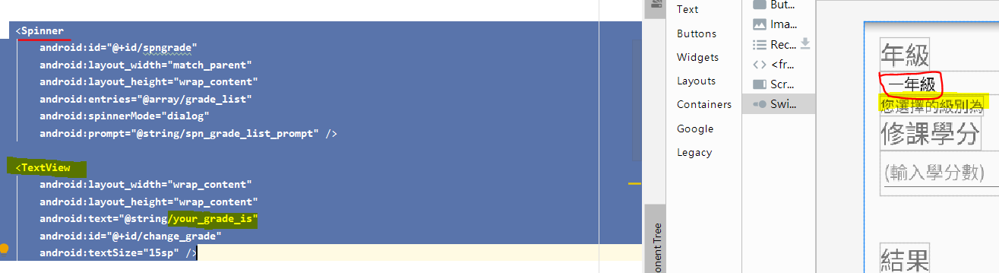 <Spinner
android:id="@+id/spngrade"
android:layout_width="match_parent"
android:layout_height="wrap_content"
android:entries="@array/grade_list"
android:spinnerMode="dialog"
android:prompt="@string/spn_grade_list_prompt" />
<TextView
android:layout_width="wrap_content"
android:layout_height="wrap_content"
android:text="@string/your_grade_is"
android:id="@+id/change_grade"
android:textSize="15sp" />
Text
Buttons
Widgets
Layouts
Containers
Google
Legacy
But...
Ima...
Rec...
<fr...
Scr...
Swi...
onent Tree
年級
一年級
您選擇的級別為
修課學分
(輸入學分數)
結果